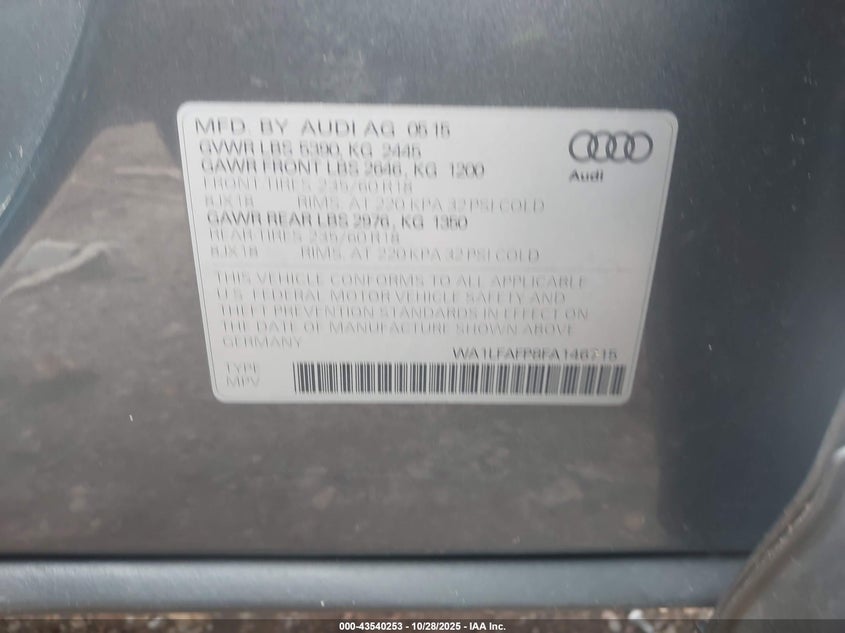 MFD. BY AUDI AG 05 15
GVWR LBS 5390, KG 2445
GAWR FRONT LBS 2646, KG 1200
FRONT TIRES 235/60 R18
8JX18 RIMS, AT 220 KPA 32 PSI COLD
GAWR REAR LBS 2976, KG 1350
REAR TIRES 235/60 R18
8JX18 RIMS, AT 220 KPA 32 PSI COLD
Audi
THIS VEHICLE CONFORMS TO ALL APPLICABLE
U.S. FEDERAL MOTOR VEHICLE SAFETY AND
THEFT PREVENTION STANDARDS IN EFFECT ON
THE DATE OF MANUFACTURE SHOWN ABOVE
GERMANY
TYPE
MPV
000-43540253 | 10/28/2025 - IAA Inc.